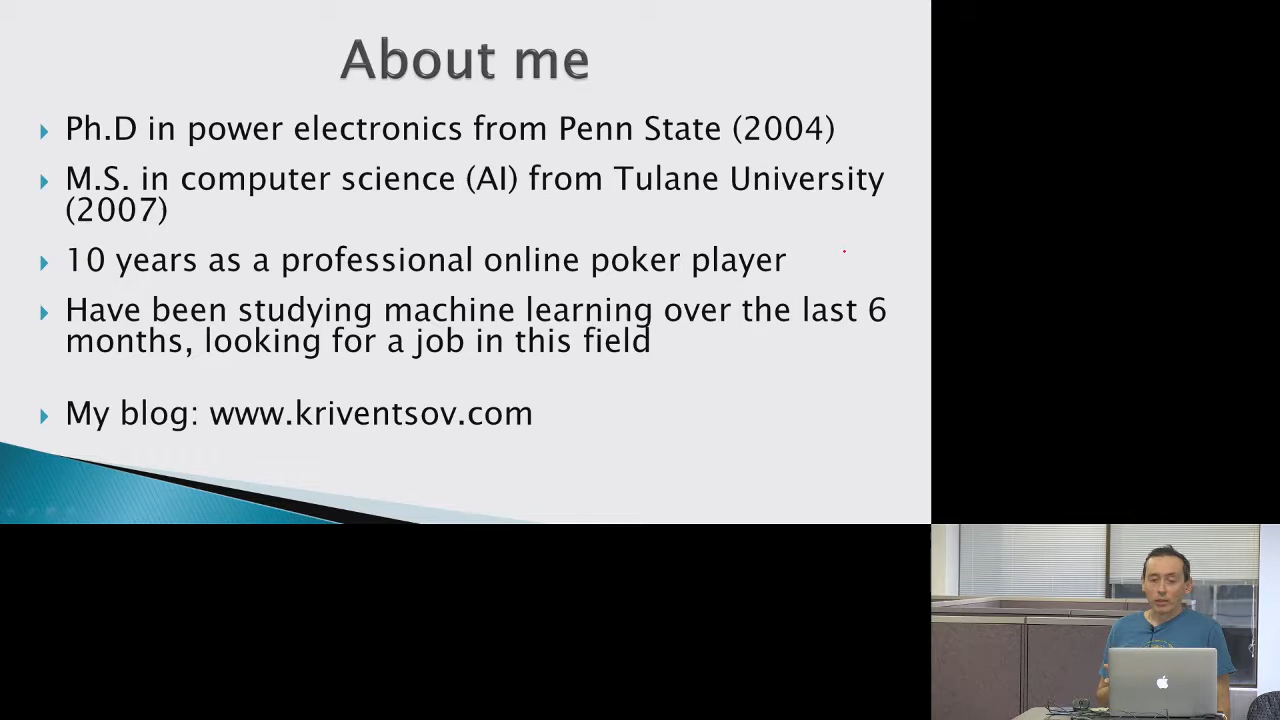 About me
Ph.D in power electronics from Penn State (2004)
M.S. in computer science (AI) from Tulane University
(2007)
10 years as a professional online poker player
Have been studying machine learning over the last 6
months, looking for a job in this field
My blog: www.kriventsov.com